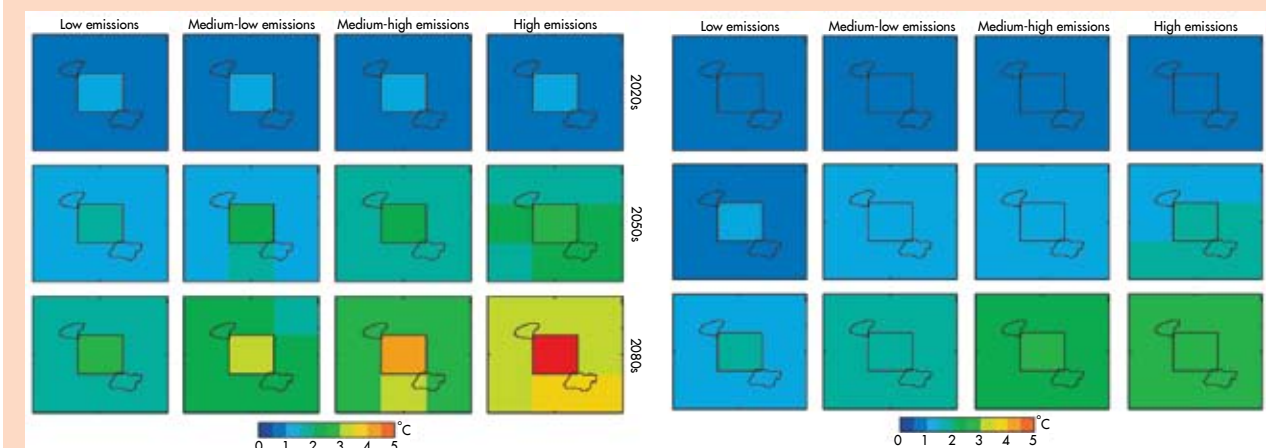 Low emissions Medium-low emissions Medium-high emissions High emissions
2020s
2050s
2080s
°C
0 1 2 3 4 5
Low emissions Medium-low emissions Medium-high emissions High emissions
°C
0 1 2 3 4 5